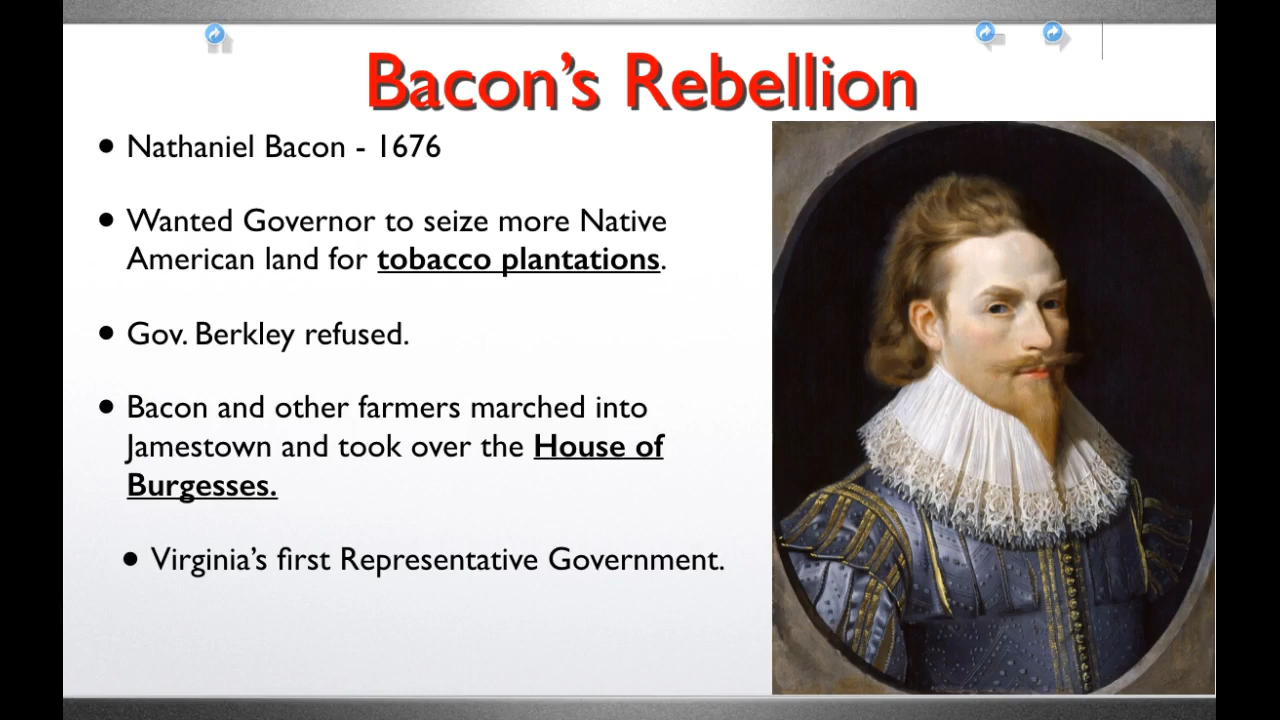 Bacon's Rebellion
• Nathaniel Bacon - 1676
• Wanted Governor to seize more Native
American land for tobacco plantations.
• Gov. Berkley refused.
• Bacon and other farmers marched into
Jamestown and took over the House of
Burgesses.
• Virginia's first Representative Government.